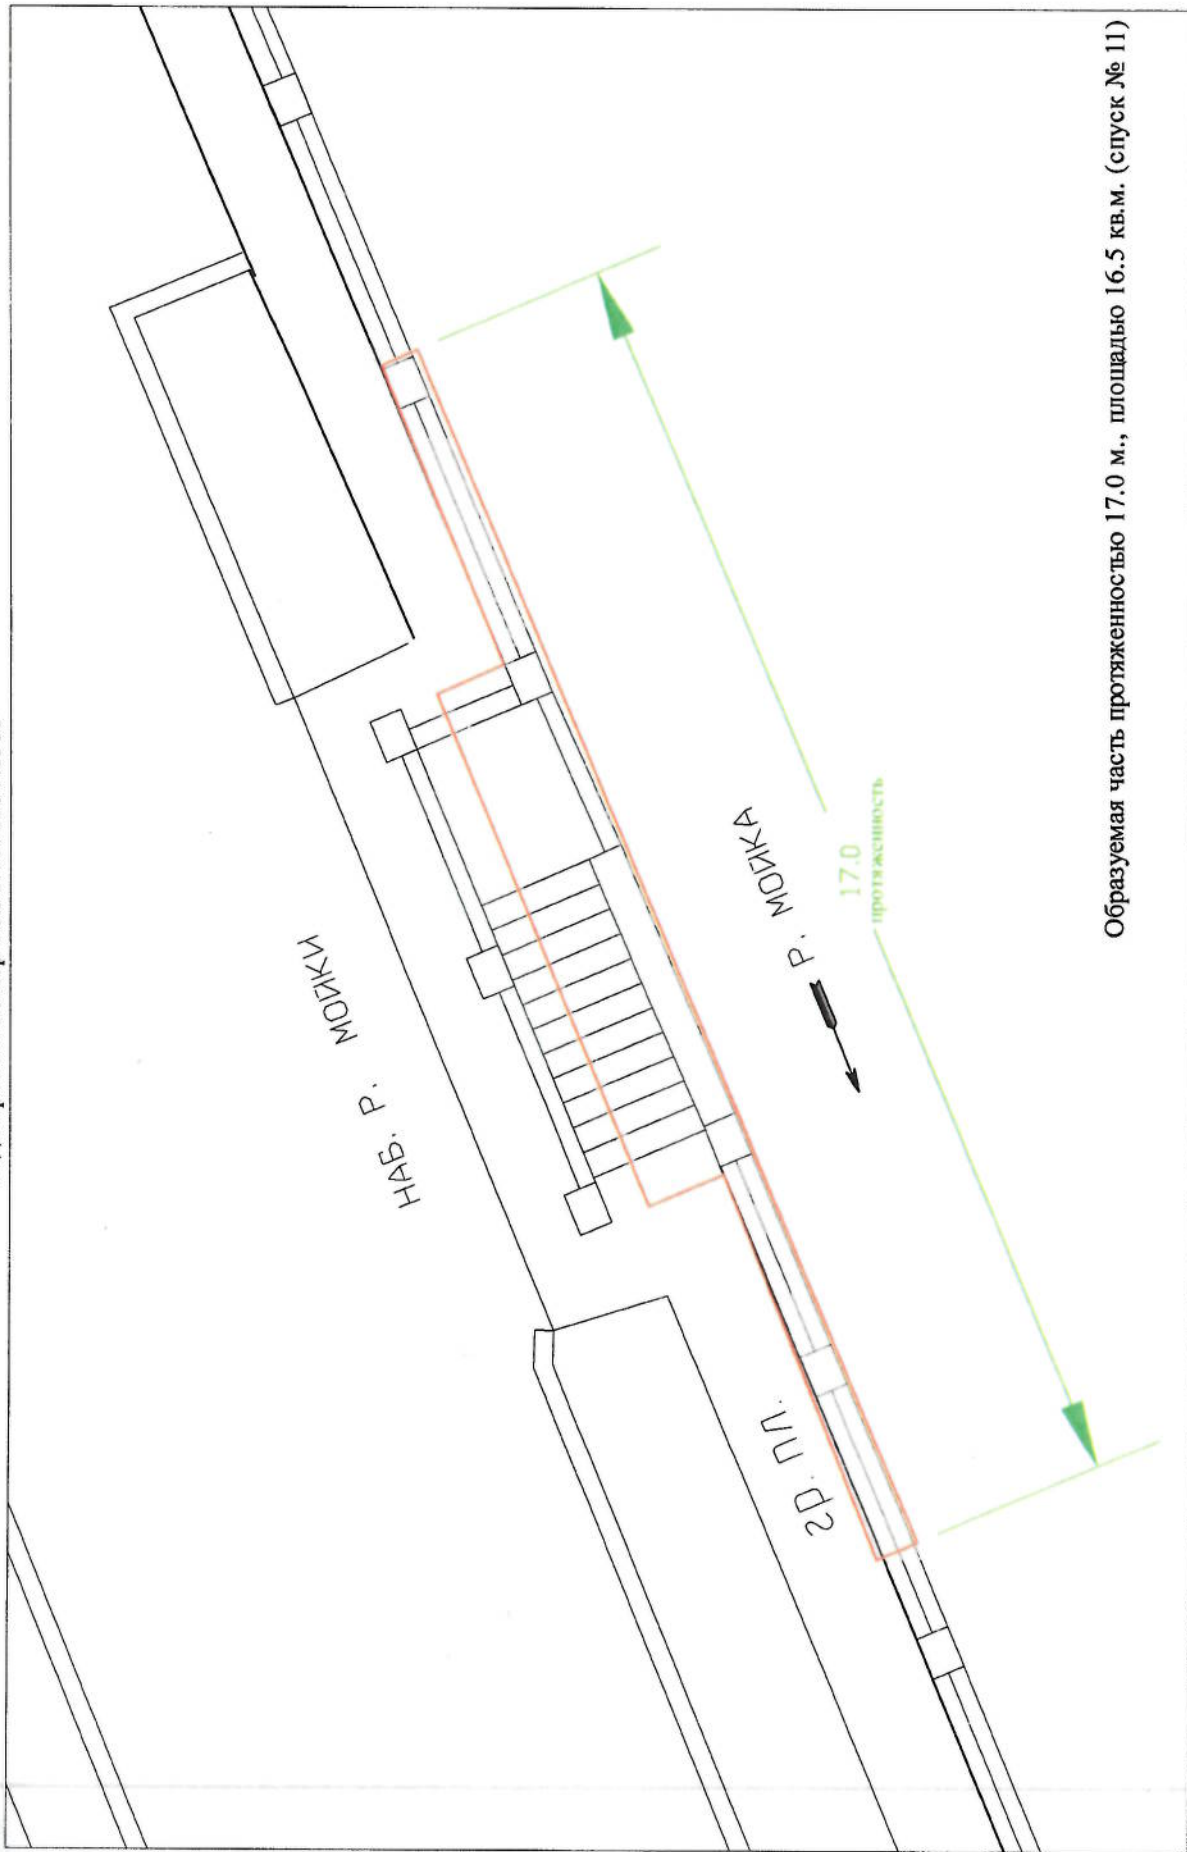 НАБ. Р. МОЙКИ
Р. МОЙКА
17.0
протяженность
гр. пл.
Образуемая часть протяженностью 17.0 м., площадью 16.5 кв.м. (спуск № 11)